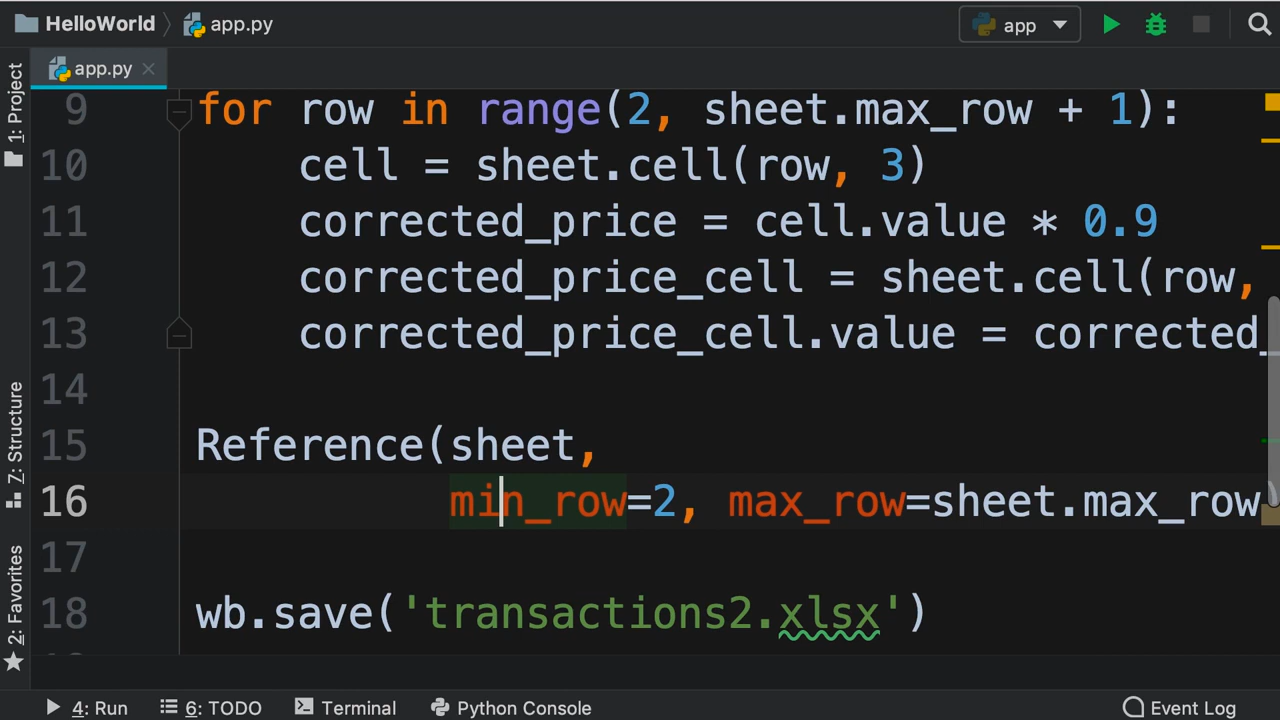 HelloWorld app.py app
app.py
1: Project
Z: Structure
2: Favorites
9 for row in range(2, sheet.max_row + 1):
10 cell = sheet.cell(row, 3)
11 corrected_price = cell.value * 0.9
12 corrected_price_cell = sheet.cell(row,
13 corrected_price_cell.value = corrected_
14
15 Reference(sheet,
16 min_row=2, max_row=sheet.max_row
17
18 wb.save('transactions2.xlsx')
4: Run 6: TODO Terminal Python Console Event Log